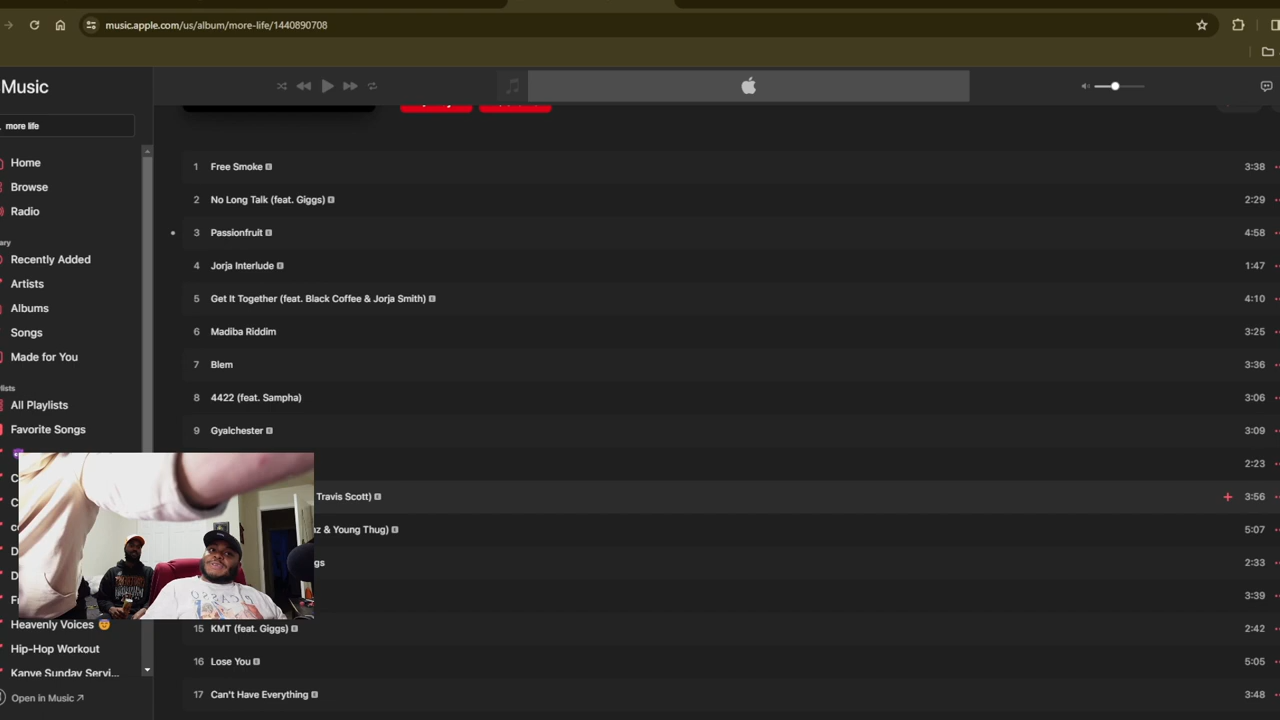 music.apple.com/us/album/more-life/1440890708
Music
more life
Home
Browse
Radio
Recently Added
Artists
Albums
Songs
Made for You
All Playlists
Favorite Songs
Heavenly Voices
Hip-Hop Workout
Kanye Sunday Servi...
Open in Music ↗
1 Free Smoke E 3:38
2 No Long Talk (feat. Giggs) E 2:29
3 Passionfruit E 4:58
4 Jorja Interlude E 1:47
5 Get It Together (feat. Black Coffee & Jorja Smith) E 4:10
6 Madiba Riddim 3:25
7 Blem 3:36
8 4422 (feat. Sampha) 3:06
9 Gyalchester E 3:09
2:23
Travis Scott) E + 3:56
nz & Young Thug) E 5:07
gs 2:33
3:39
15 KMT (feat. Giggs) E 2:42
16 Lose You E 5:05
17 Can't Have Everything E 3:48